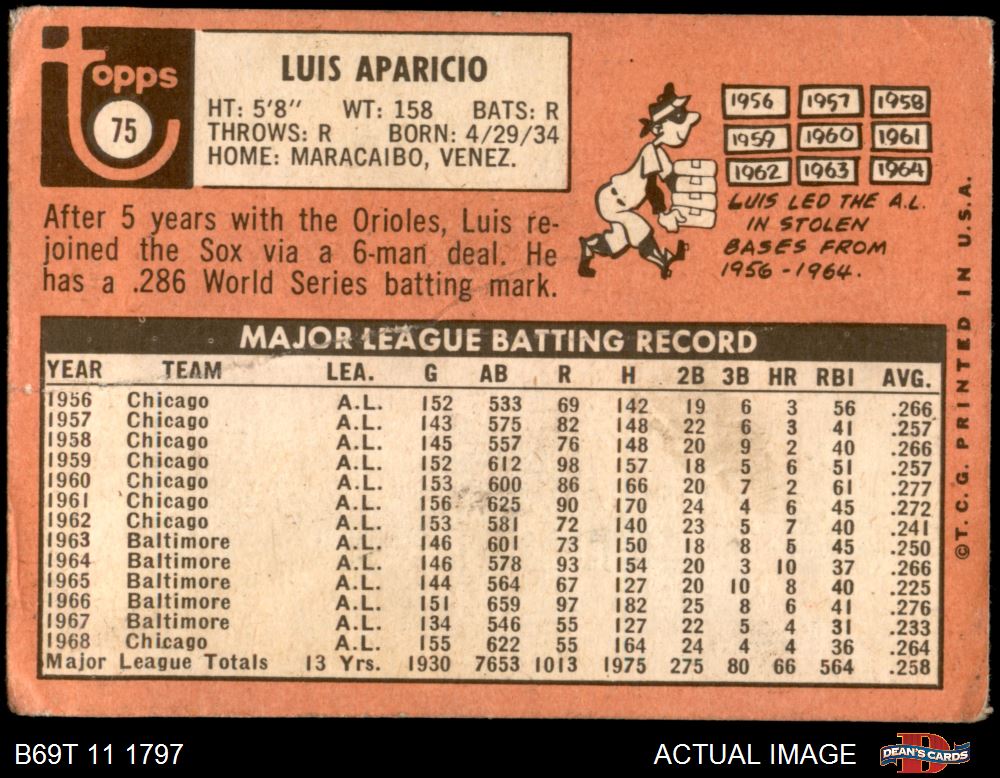 Topps
75
LUIS APARICIO
HT: 5'8" WT: 158 BATS: R
THROWS: R BORN: 4/29/34
HOME: MARACAIBO, VENEZ.
After 5 years with the Orioles, Luis re-
joined the Sox via a 6-man deal. He
has a .286 World Series batting mark.
1956 1957 1958
1959 1960 1961
1962 1963 1964
LUIS LED THE A.L.
IN STOLEN
BASES FROM
1956-1964.
MAJOR LEAGUE BATTING RECORD
YEAR TEAM LEA. G AB R H 2B 3B HR RBI AVG.
1956 Chicago A.L. 152 533 69 142 19 6 3 56 .266
1957 Chicago A.L. 143 575 82 148 22 6 3 41 .257
1958 Chicago A.L. 145 557 76 148 20 9 2 40 .266
1959 Chicago A.L. 152 612 98 157 18 5 6 51 .257
1960 Chicago A.L. 153 600 86 166 20 7 2 61 .277
1961 Chicago A.L. 156 625 90 170 24 4 6 45 .272
1962 Chicago A.L. 153 581 72 140 23 5 7 40 .241
1963 Baltimore A.L. 146 601 73 150 18 8 5 45 .250
1964 Baltimore A.L. 146 578 93 154 20 3 10 37 .266
1965 Baltimore A.L. 144 564 67 127 20 10 8 40 .225
1966 Baltimore A.L. 151 659 97 182 25 8 6 41 .276
1967 Baltimore A.L. 134 546 55 127 22 5 4 31 .233
1968 Chicago A.L. 155 622 55 164 24 4 4 36 .264
Major League Totals 13 Yrs. 1930 7653 1013 1975 275 80 66 564 .258
©T.C.G. PRINTED IN U.S.A.
B69T 11 1797
ACTUAL IMAGE
DEAN'S CARDS